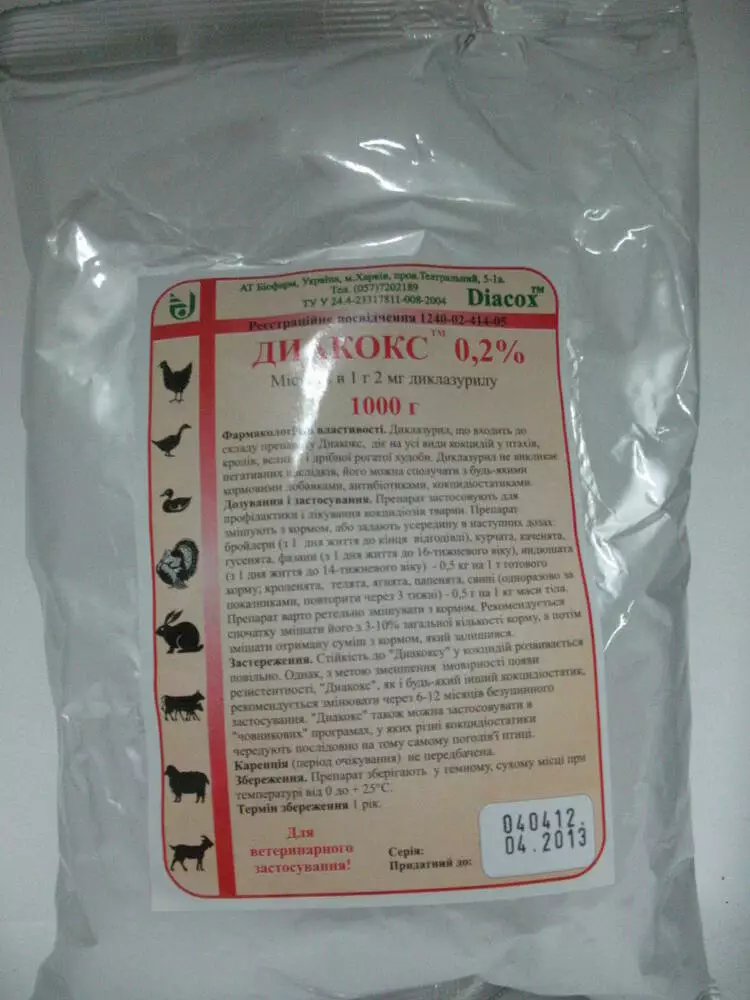 АТ Біофарм, Україна, м.Харків, пров.Театральний, 5-1а.
Тел. (057)7202189
ТУ У 24.4-23317811-008-2004
Diacox™
Реєстраційне посвідчення 1240-02-414-05
ДИАКОКС™ 0,2%
в 1 г 2 мг диклазурилу
1000 г
властивості. Диклазурил, що входить до
складу препарату Диакокс, діє на усі види кокцидій у птахів,
кролів, великої і дрібної рогатої худоби. Диклазурил не викликає
негативних наслідків, його можна сполучати з будь-якими
кормовими добавками, антибіотиками, кокцидіостатиками.
Дозування і застосування. Препарат застосовують для
профілактики і лікування кокцидіозів тварин. Препарат
змішують з кормом, або задають усередину в наступних дозах:
бройлери (з 1 дня життя до кінця відгодівлі), курчата, каченята,
гусенята, фазани (з 1 дня життя до 16-тижневого віку), индюшата
(з 1 дня життя до 14-тижневого віку) - 0,5 кг на 1 т готового
корму; кроленята, телята, ягнята, цапенята, свині (одноразово за
показниками, повторити через 3 тижні) - 0,5 г на 1 кг маси тіла.
Препарат варто ретельно змішувати з кормом. Рекомендується
спочатку змішати його з 3-10% загальної кількості корму, а потім
змішати отриману суміш з кормом, який залишився.
Застереження. Стійкість до "Диакоксу" у кокцидій розвивається
повільно. Однак, з метою зменшення імовірності появи
резистентності, "Диакокс", як і будь-який інший кокцидіостатик,
рекомендується змінювати через 6-12 місяців безупинного
застосування. "Диакокс" також можна застосовувати в
"човникових" програмах, у яких різні кокцидіостатики
чередують послідовно на тому самому поголів'ї птиці.
Каренція (період очікування) не передбачена.
Збереження. Препарат зберігають у темному, сухому місці при
температурі від 0 до + 25°С.
Термін збереження 1 рік.
Для
ветеринарного
застосування!
Серія:
Придатний до:
040412.
04.2013